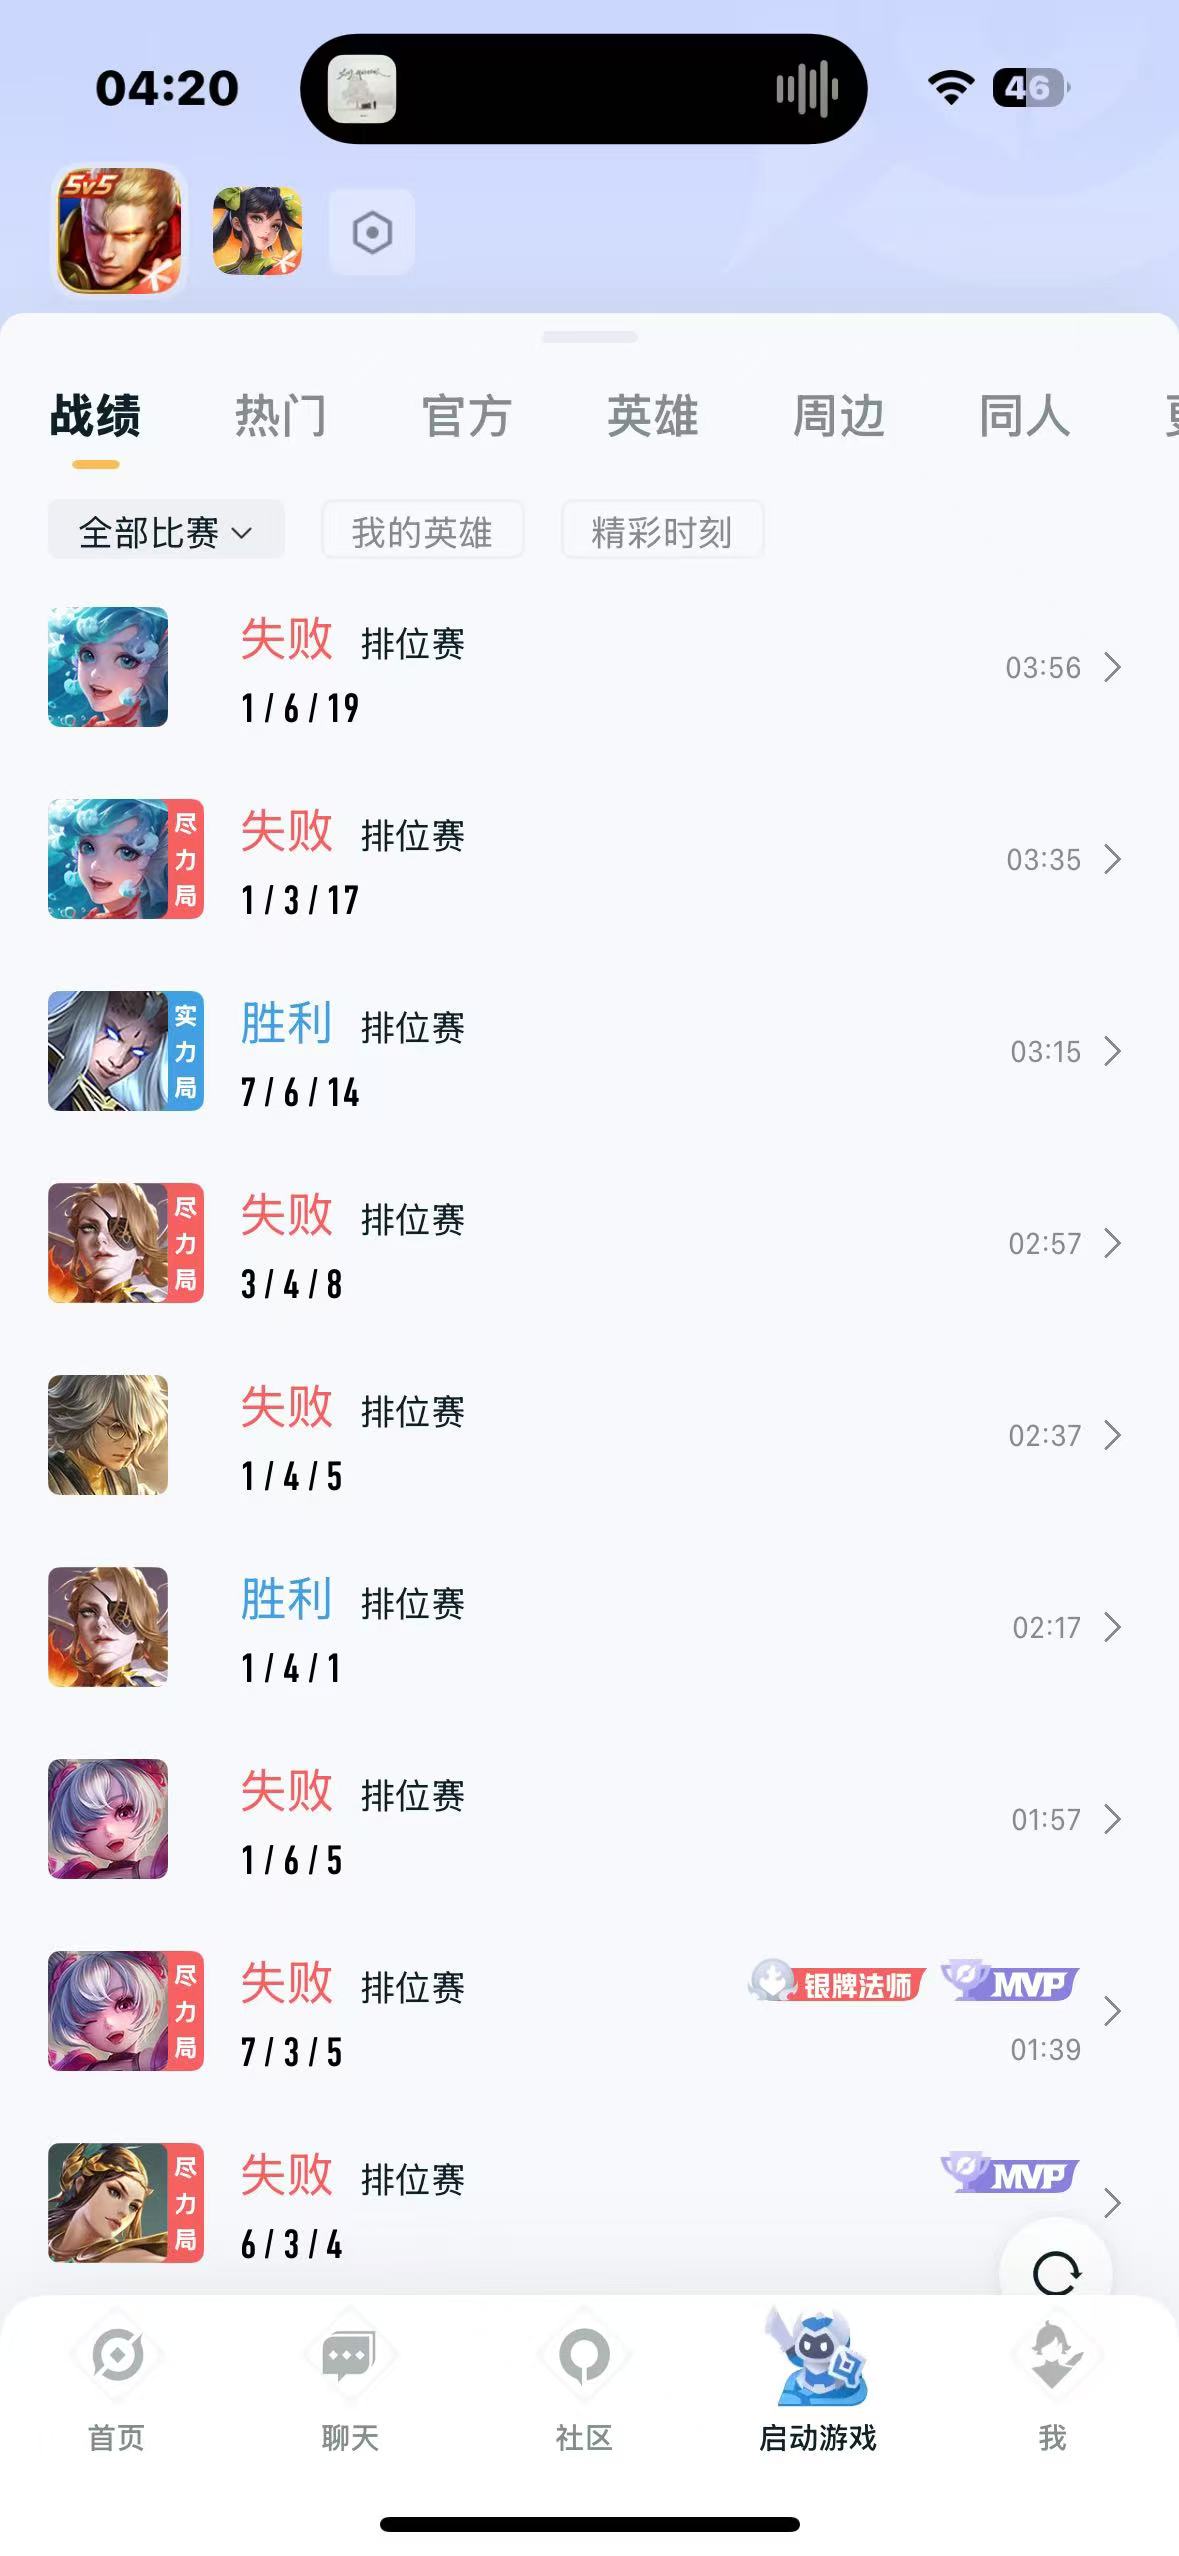 04:20
46
5v5
战绩 热门 官方 英雄 周边 同人
全部比赛 我的英雄 精彩时刻
失败 排位赛
1 / 6 / 19
03:56
尽力局
失败 排位赛
1 / 3 / 17
03:35
实力局
胜利 排位赛
7 / 6 / 14
03:15
尽力局
失败 排位赛
3 / 4 / 8
02:57
失败 排位赛
1 / 4 / 5
02:37
胜利 排位赛
1 / 4 / 1
02:17
失败 排位赛
1 / 6 / 5
01:57
尽力局
失败 排位赛
银牌法师 MVP
7 / 3 / 5
01:39
尽力局
失败 排位赛
MVP
6 / 3 / 4
首页 聊天 社区 启动游戏 我